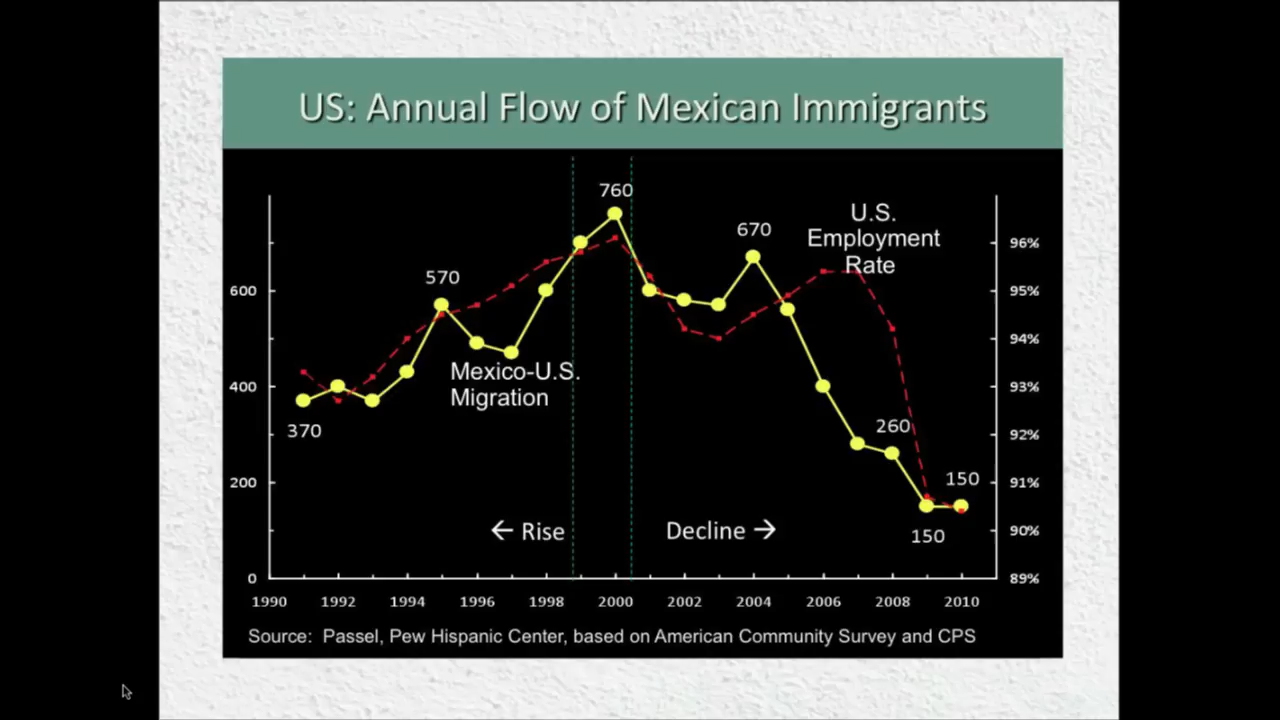 US: Annual Flow of Mexican Immigrants
760
670
U.S.
Employment
Rate
570
96%
600
95%
94%
Mexico-U.S.
Migration
400
93%
370
260
92%
200
150
91%
← Rise
Decline →
150
90%
0
89%
1990 1992 1994 1996 1998 2000 2002 2004 2006 2008 2010
Source: Passel, Pew Hispanic Center, based on American Community Survey and CPS